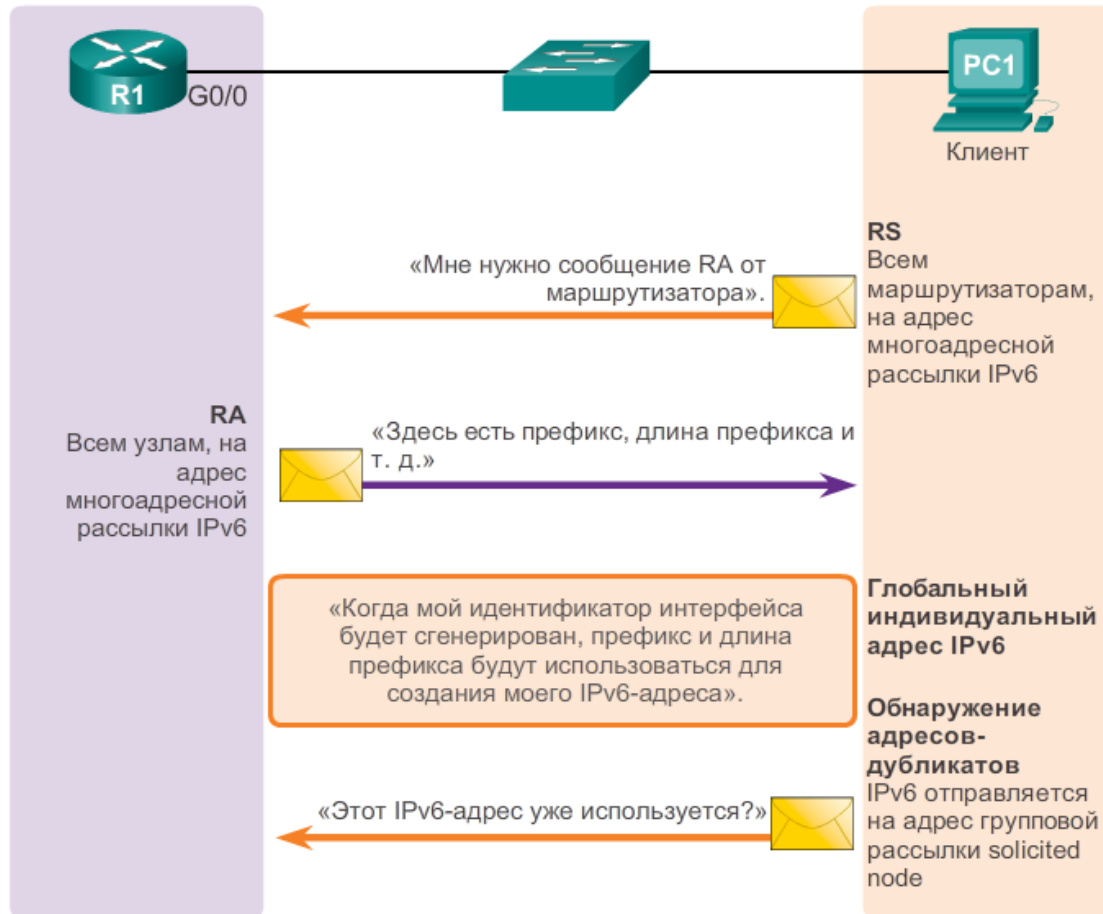 R1
G0/0
PC1
Клиент
RS
Всем
маршрутизаторам,
на адрес
многоадресной
рассылки IPv6
«Мне нужно сообщение RA от
маршрутизатора».
RA
Всем узлам, на
адрес
многоадресной
рассылки IPv6
«Здесь есть префикс, длина префикса и
т. д.»
«Когда мой идентификатор интерфейса
будет сгенерирован, префикс и длина
префикса будут использоваться для
создания моего IPv6-адреса».
Глобальный
индивидуальный
адрес IPv6
Обнаружение
адресов-
дубликатов
IPv6 отправляется
на адрес групповой
рассылки solicited
node
«Этот IPv6-адрес уже используется?»